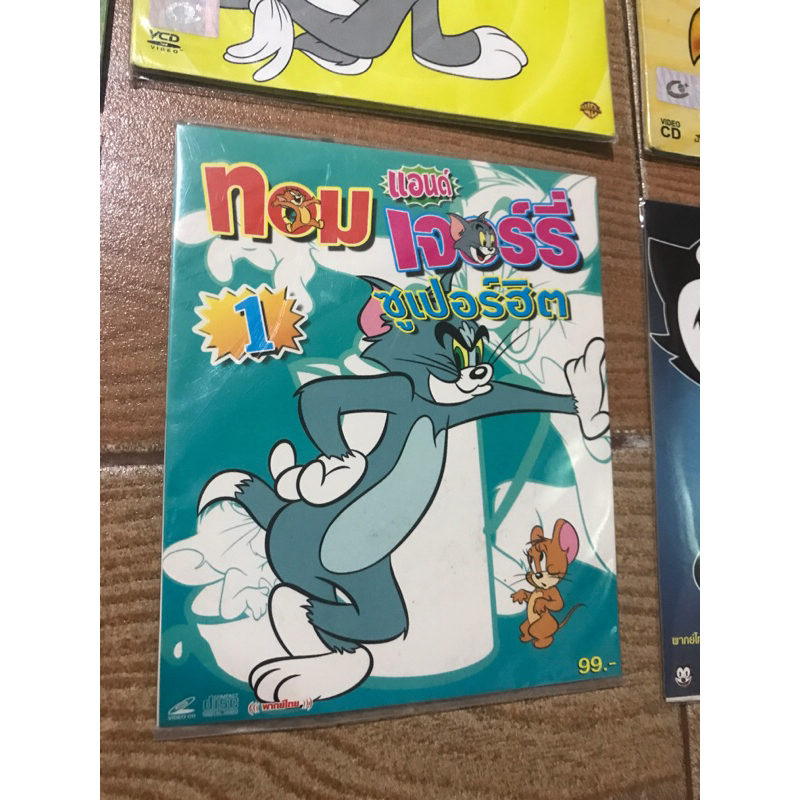 VCD
VIDEO
VIDEO
CD
ทอม
แอนด์
เจอร์รี่
ซูเปอร์ฮิต
1
99.-
พากย์ไทย